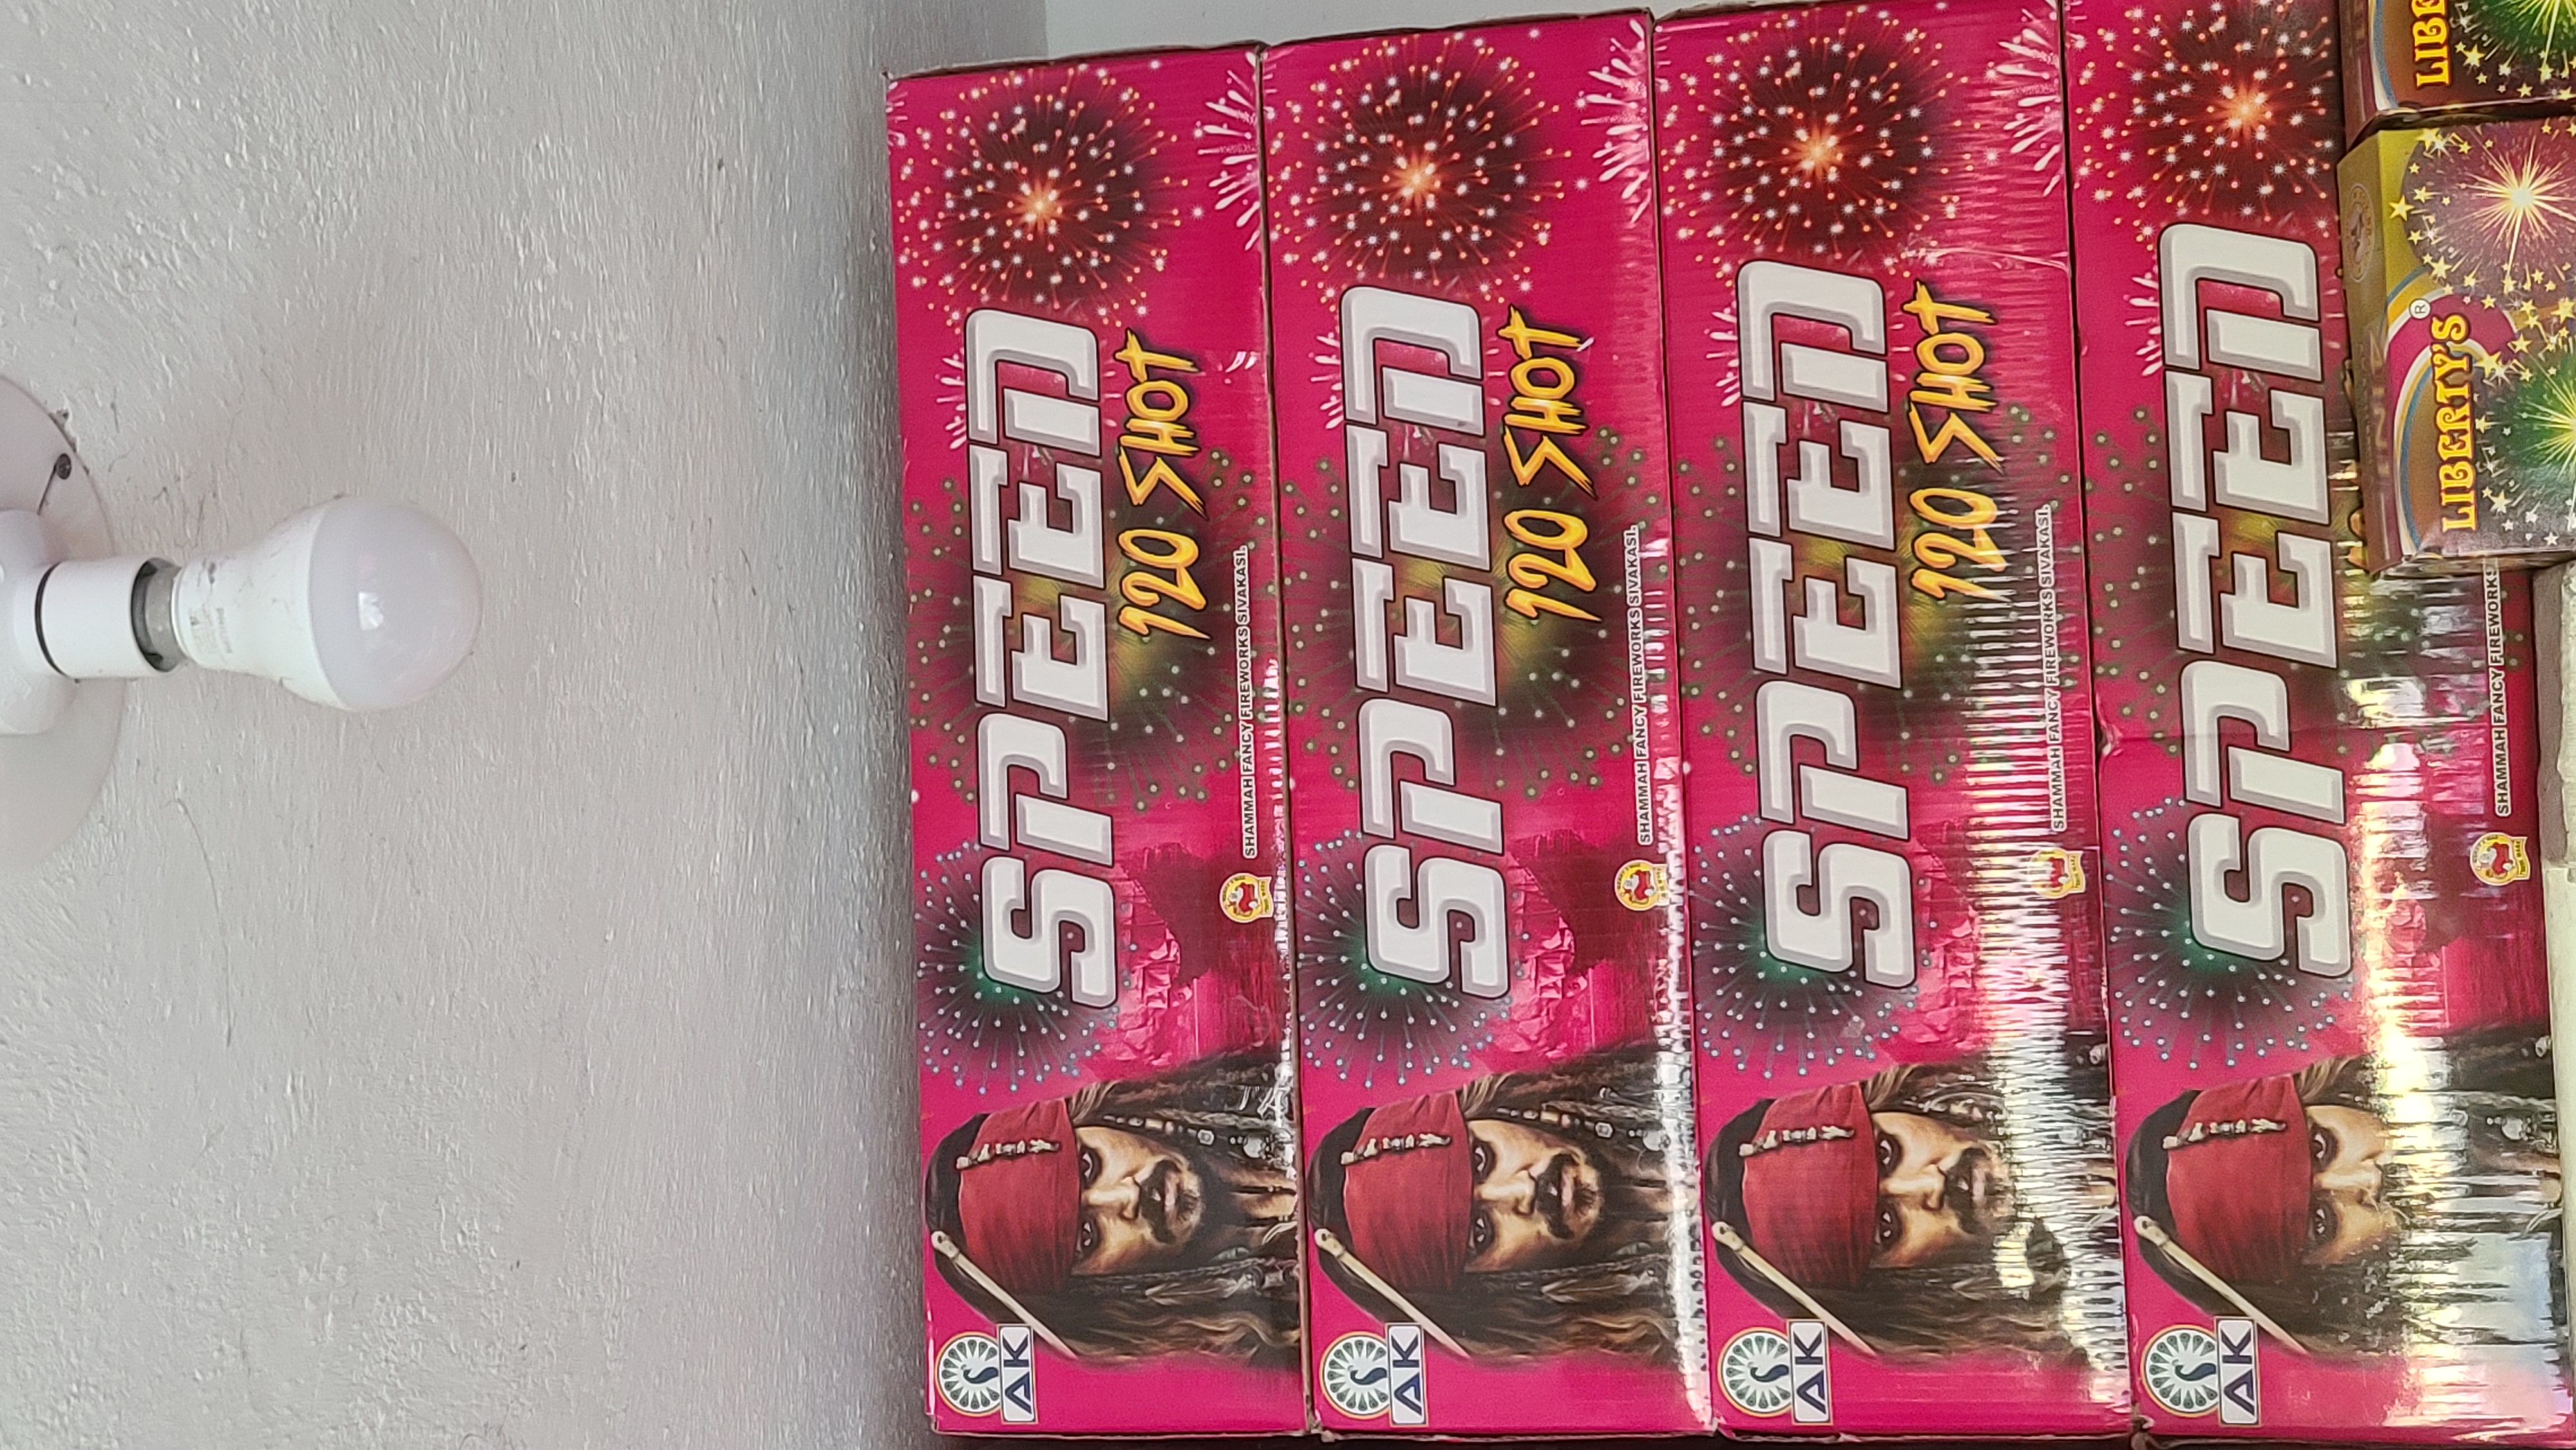 AK
SPEED
120 SHOT
SHAMMAH FANCY FIREWORKS SIVAKASI.
AK
SPEED
120 SHOT
SHAMMAH FANCY FIREWORKS SIVAKASI.
AK
SPEED
120 SHOT
SHAMMAH FANCY FIREWORKS SIVAKASI.
AK
SPEED
SHAMMAH FANCY FIREWORKS
LIBERTY'S®
LIBE